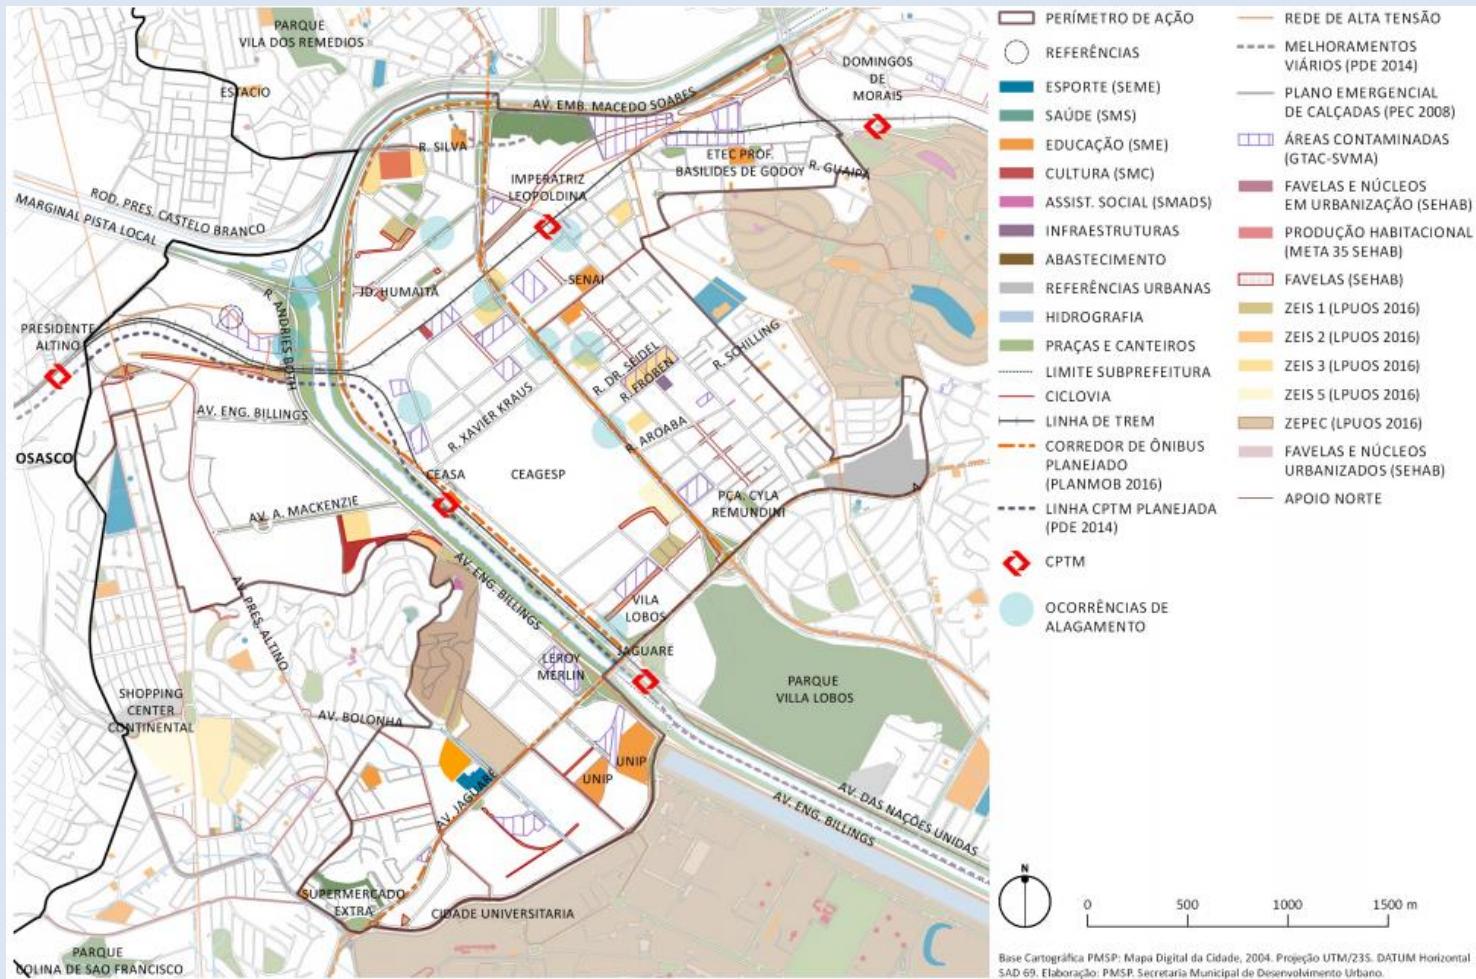 PARQUE
VILA DOS REMEDIOS
ESTACIO
AV. EMB. MACEDO SOARES
DOMINGOS
DE
MORAIS
R. SILVA
ETEC PROF.
BASILIDES DE GODOY
R. GUAIPA
IMPERATRIZ
LEOPOLDINA
ROD. PRES. CASTELO BRANCO
MARGINAL PISTA LOCAL
SENAI
JD. HUMAITÁ
R. ANDRIES BOTH
PRESIDENTE
ALTINO
R. DR. SEIDEL
R. FROBEN
R. SCHILLING
R. XAVIER KRAUS
R. AROABA
AV. ENG. BILLINGS
OSASCO
CEASA
CEAGESP
PÇA. CYLA
REMUNDINI
AV. A. MACKENZIE
AV. ENG. BILLINGS
AV. PRES. ALTINO
VILA
LOBOS
LEROY
MERLIN
JAGUARE
PARQUE
VILLA LOBOS
SHOPPING
CENTER
CONTINENTAL
AV. BOLONHA
UNIP
UNIP
AV. JAGUARÉ
AV. DAS NAÇÕES UNIDAS
AV. ENG. BILLINGS
SUPERMERCADO
EXTRA
CIDADE UNIVERSITARIA
PARQUE
COLINA DE SAO FRANCISCO
PERÍMETRO DE AÇÃO
REFERÊNCIAS
ESPORTE (SEME)
SAÚDE (SMS)
EDUCAÇÃO (SME)
CULTURA (SMC)
ASSIST. SOCIAL (SMADS)
INFRAESTRUTURAS
ABASTECIMENTO
REFERÊNCIAS URBANAS
HIDROGRAFIA
PRAÇAS E CANTEIROS
LIMITE SUBPREFEITURA
CICLOVIA
LINHA DE TREM
CORREDOR DE ÔNIBUS
PLANEJADO
(PLANMOB 2016)
LINHA CPTM PLANEJADA
(PDE 2014)
CPTM
OCORRÊNCIAS DE
ALAGAMENTO
REDE DE ALTA TENSÃO
MELHORAMENTOS
VIÁRIOS (PDE 2014)
PLANO EMERGENCIAL
DE CALÇADAS (PEC 2008)
ÁREAS CONTAMINADAS
(GTAC-SVMA)
FAVELAS E NÚCLEOS
EM URBANIZAÇÃO (SEHAB)
PRODUÇÃO HABITACIONAL
(META 35 SEHAB)
FAVELAS (SEHAB)
ZEIS 1 (LPUOS 2016)
ZEIS 2 (LPUOS 2016)
ZEIS 3 (LPUOS 2016)
ZEIS 5 (LPUOS 2016)
ZEPEC (LPUOS 2016)
FAVELAS E NÚCLEOS
URBANIZADOS (SEHAB)
APOIO NORTE
N
0 500 1000 1500 m
Base Cartográfica PMSP: Mapa Digital da Cidade, 2004. Projeção UTM/23S. DATUM Horizontal
SAD 69. Elaboração: PMSP. Secretaria Municipal de Desenvolvimento Urbano.